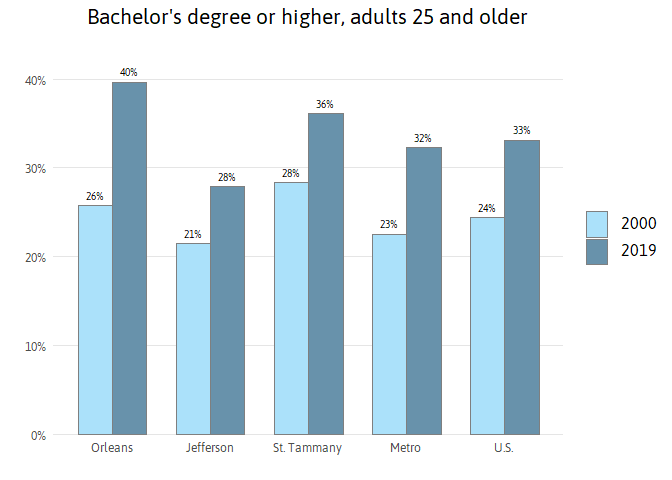 Bachelor's degree or higher, adults 25 and older
40%
30%
20%
10%
0%
26%
40%
21%
28%
28%
36%
23%
32%
24%
33%
Orleans
Jefferson
St. Tammany
Metro
U.S.
2000
2019